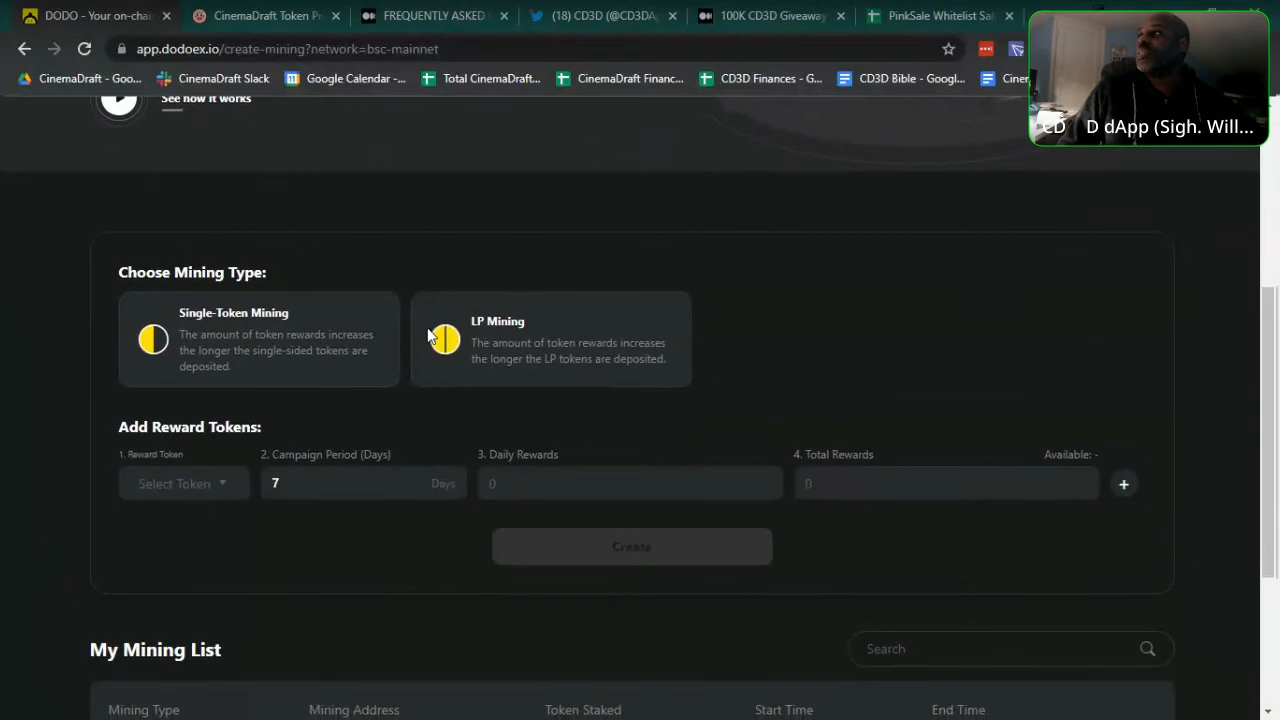 DODO - Your on-chai
CinemaDraft Token Pr
FREQUENTLY ASKED
(18) CD3D (@CD3DA
100K CD3D Giveaway
PinkSale Whitelist Sal
app.dodoex.io/create-mining?network=bsc-mainnet
CinemaDraft - Goo...
CinemaDraft Slack
Google Calendar -...
Total CinemaDraft...
CinemaDraft Financ...
CD3D Finances - G...
CD3D Bible - Googl...
Ciner
CD D dApp (Sigh. Will...
See how it works
Choose Mining Type:
Single-Token Mining
The amount of token rewards increases
the longer the single-sided tokens are
deposited.
LP Mining
The amount of token rewards increases
the longer the LP tokens are deposited.
Add Reward Tokens:
1. Reward Token
2. Campaign Period (Days)
3. Daily Rewards
4. Total Rewards
Available: -
Select Token
7
Days
0
0
+
Create
My Mining List
Search
Mining Type
Mining Address
Token Staked
Start Time
End Time